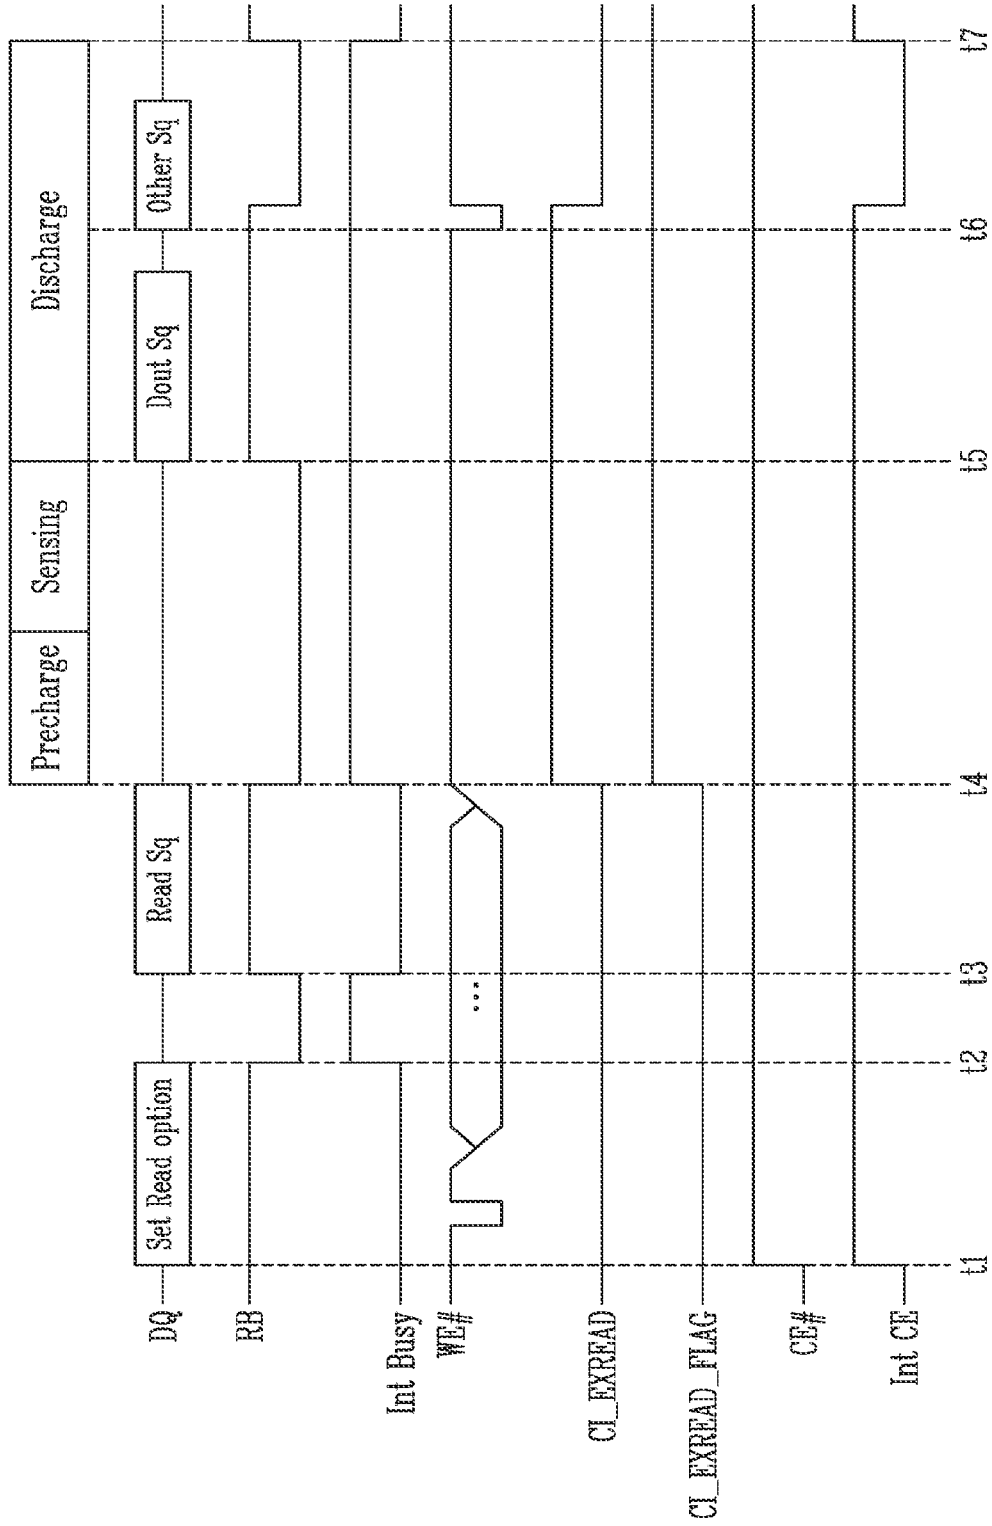 Precharge Sensing Discharge
DQ Set Read option Read Sq Dout Sq Other Sq
RB
Int Busy
WE# ...
CI_EXREAD
CI_EXREAD_FLAG
CE#
Int CE
t1 t2 t3 t4 t5 t6 t7